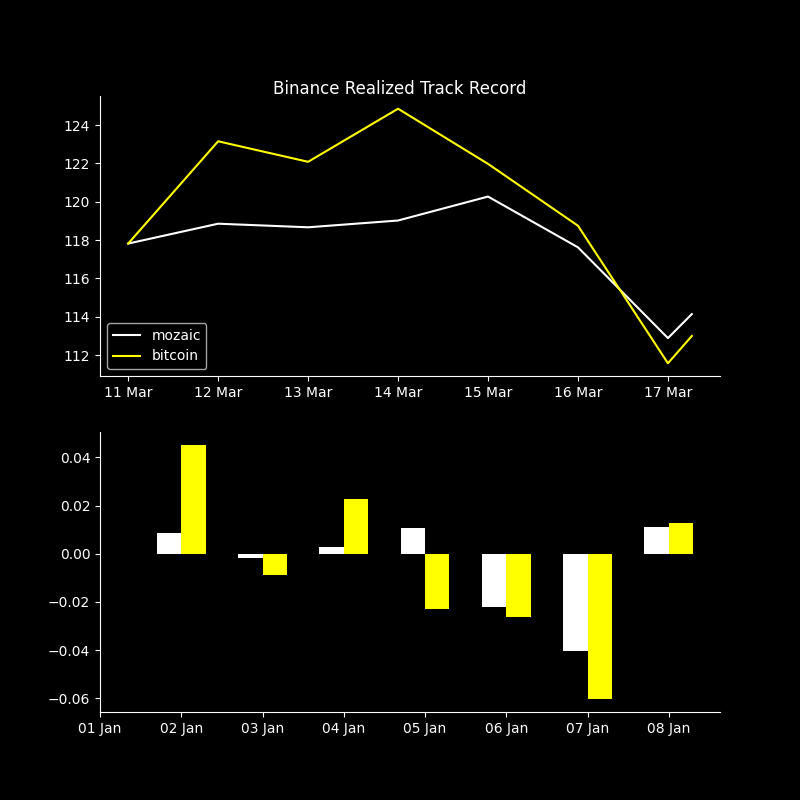 Binance Realized Track Record
124
122
120
118
116
114
112
mozaic
bitcoin
11 Mar 12 Mar 13 Mar 14 Mar 15 Mar 16 Mar 17 Mar
0.04
0.02
0.00
−0.02
−0.04
−0.06
01 Jan 02 Jan 03 Jan 04 Jan 05 Jan 06 Jan 07 Jan 08 Jan